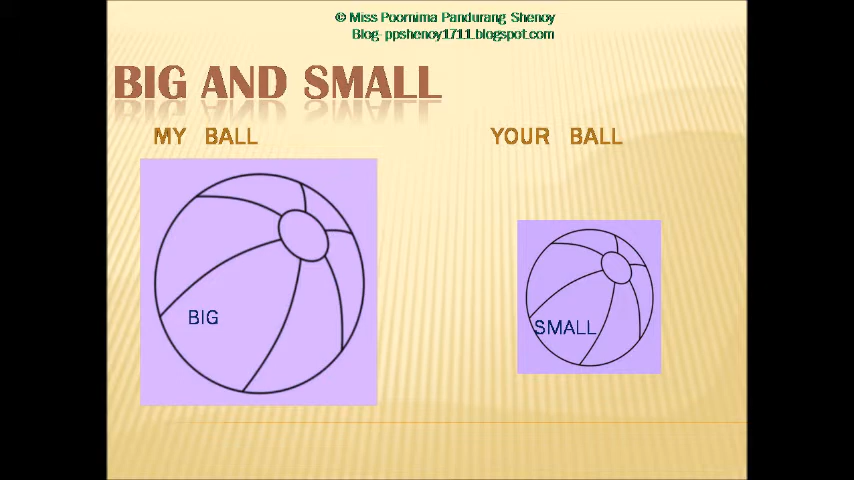 © Miss Poornima Pandurang Shenoy
Blog- ppshenoy1711.blogspot.com
BIG AND SMALL
MY BALL
YOUR BALL
BIG
SMALL